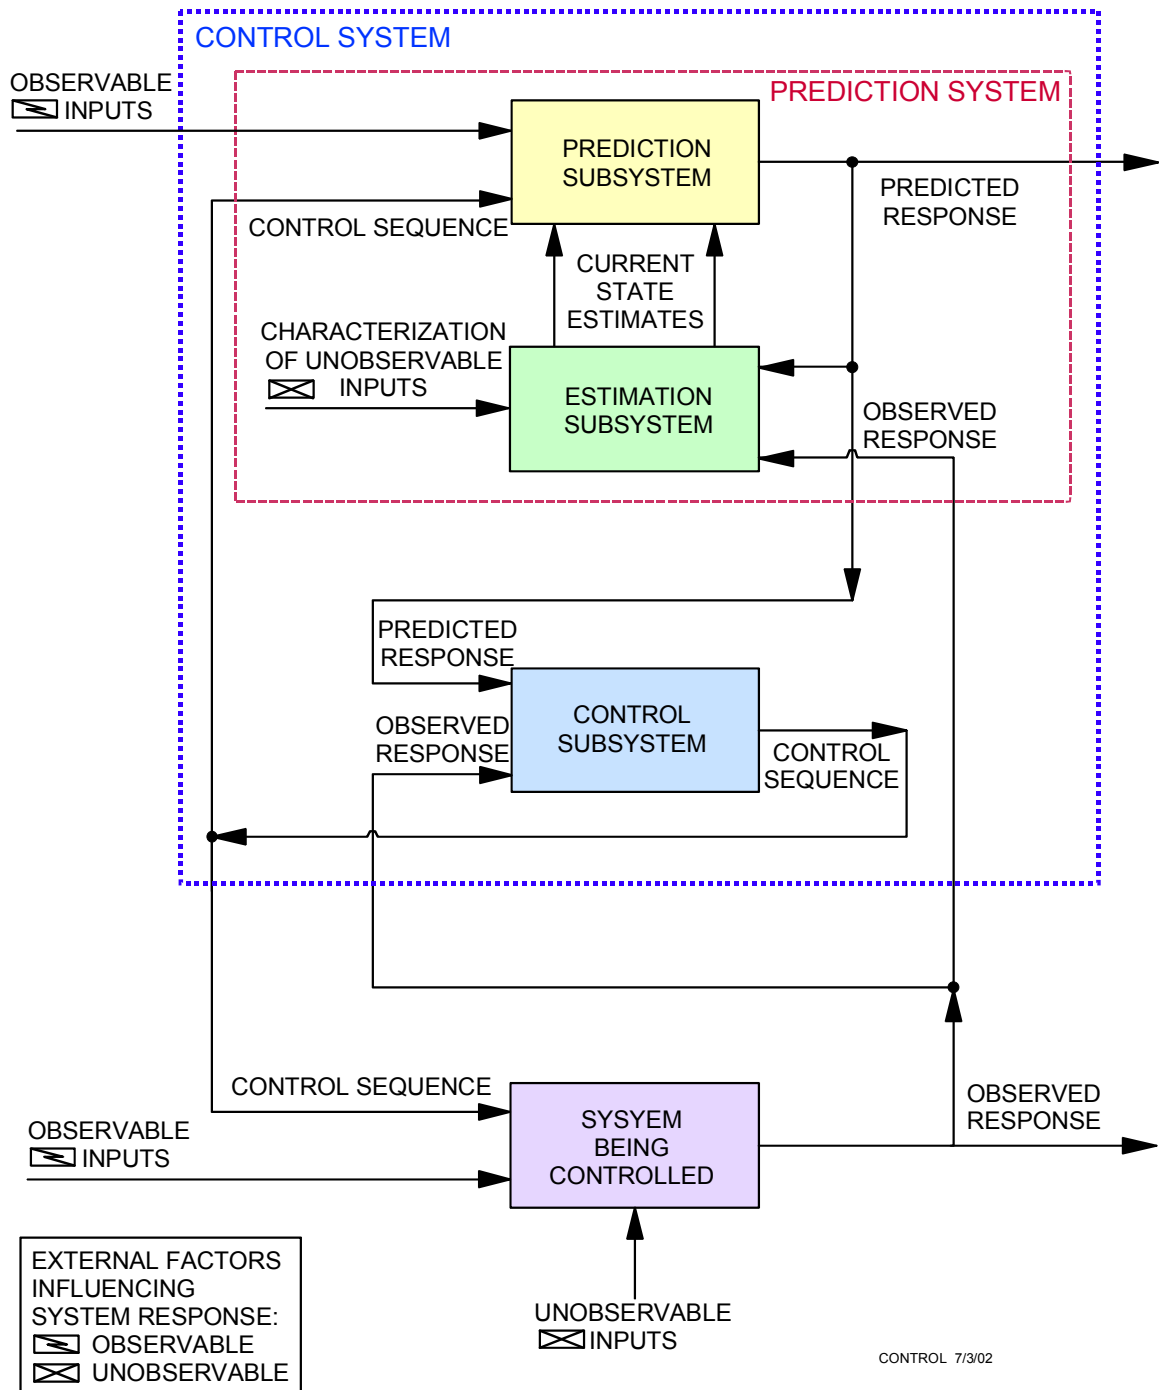 CONTROL SYSTEM
OBSERVABLE
INPUTS
PREDICTION SYSTEM
PREDICTION
SUBSYSTEM
PREDICTED
RESPONSE
CONTROL SEQUENCE
CURRENT
STATE
ESTIMATES
CHARACTERIZATION
OF UNOBSERVABLE
INPUTS
ESTIMATION
SUBSYSTEM
OBSERVED
RESPONSE
PREDICTED
RESPONSE
OBSERVED
RESPONSE
CONTROL
SUBSYSTEM
CONTROL
SEQUENCE
CONTROL SEQUENCE
OBSERVABLE
INPUTS
SYSYEM
BEING
CONTROLLED
OBSERVED
RESPONSE
UNOBSERVABLE
INPUTS
EXTERNAL FACTORS
INFLUENCING
SYSTEM RESPONSE:
OBSERVABLE
UNOBSERVABLE
CONTROL 7/3/02